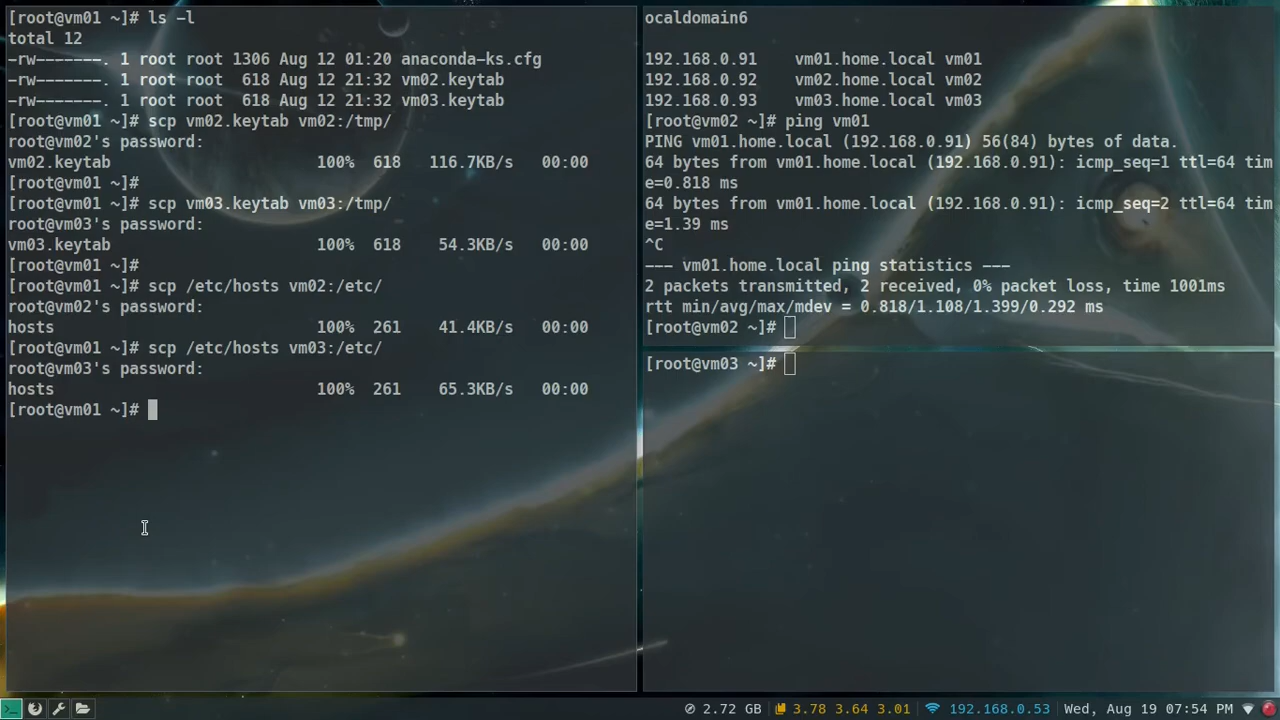 [root@vm01 ~]# ls -l
total 12
-rw-------. 1 root root 1306 Aug 12 01:20 anaconda-ks.cfg
-rw-------. 1 root root  618 Aug 12 21:32 vm02.keytab
-rw-------. 1 root root  618 Aug 12 21:32 vm03.keytab
[root@vm01 ~]# scp vm02.keytab vm02:/tmp/
root@vm02's password:
vm02.keytab                      100%  618   116.7KB/s   00:00
[root@vm01 ~]#
[root@vm01 ~]# scp vm03.keytab vm03:/tmp/
root@vm03's password:
vm03.keytab                      100%  618    54.3KB/s   00:00
[root@vm01 ~]#
[root@vm01 ~]# scp /etc/hosts vm02:/etc/
root@vm02's password:
hosts                            100%  261    41.4KB/s   00:00
[root@vm01 ~]# scp /etc/hosts vm03:/etc/
root@vm03's password:
hosts                            100%  261    65.3KB/s   00:00
[root@vm01 ~]#
ocaldomain6
192.168.0.91    vm01.home.local vm01
192.168.0.92    vm02.home.local vm02
192.168.0.93    vm03.home.local vm03
[root@vm02 ~]# ping vm01
PING vm01.home.local (192.168.0.91) 56(84) bytes of data.
64 bytes from vm01.home.local (192.168.0.91): icmp_seq=1 ttl=64 tim
e=0.818 ms
64 bytes from vm01.home.local (192.168.0.91): icmp_seq=2 ttl=64 tim
e=1.39 ms
^C
--- vm01.home.local ping statistics ---
2 packets transmitted, 2 received, 0% packet loss, time 1001ms
rtt min/avg/max/mdev = 0.818/1.108/1.399/0.292 ms
[root@vm02 ~]#
[root@vm03 ~]#
2.72 GB 3.78 3.64 3.01 192.168.0.53 Wed, Aug 19 07:54 PM